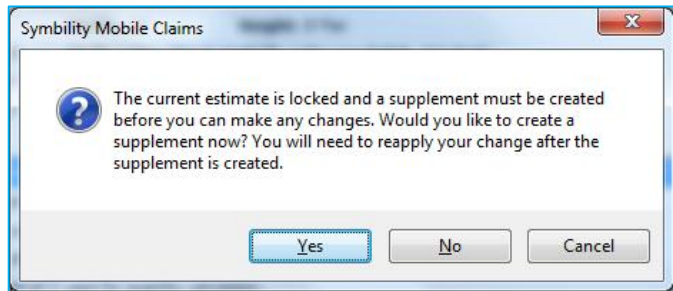 Symbility Mobile Claims
The current estimate is locked and a supplement must be created
before you can make any changes. Would you like to create a
supplement now? You will need to reapply your change after the
supplement is created.
Yes No Cancel